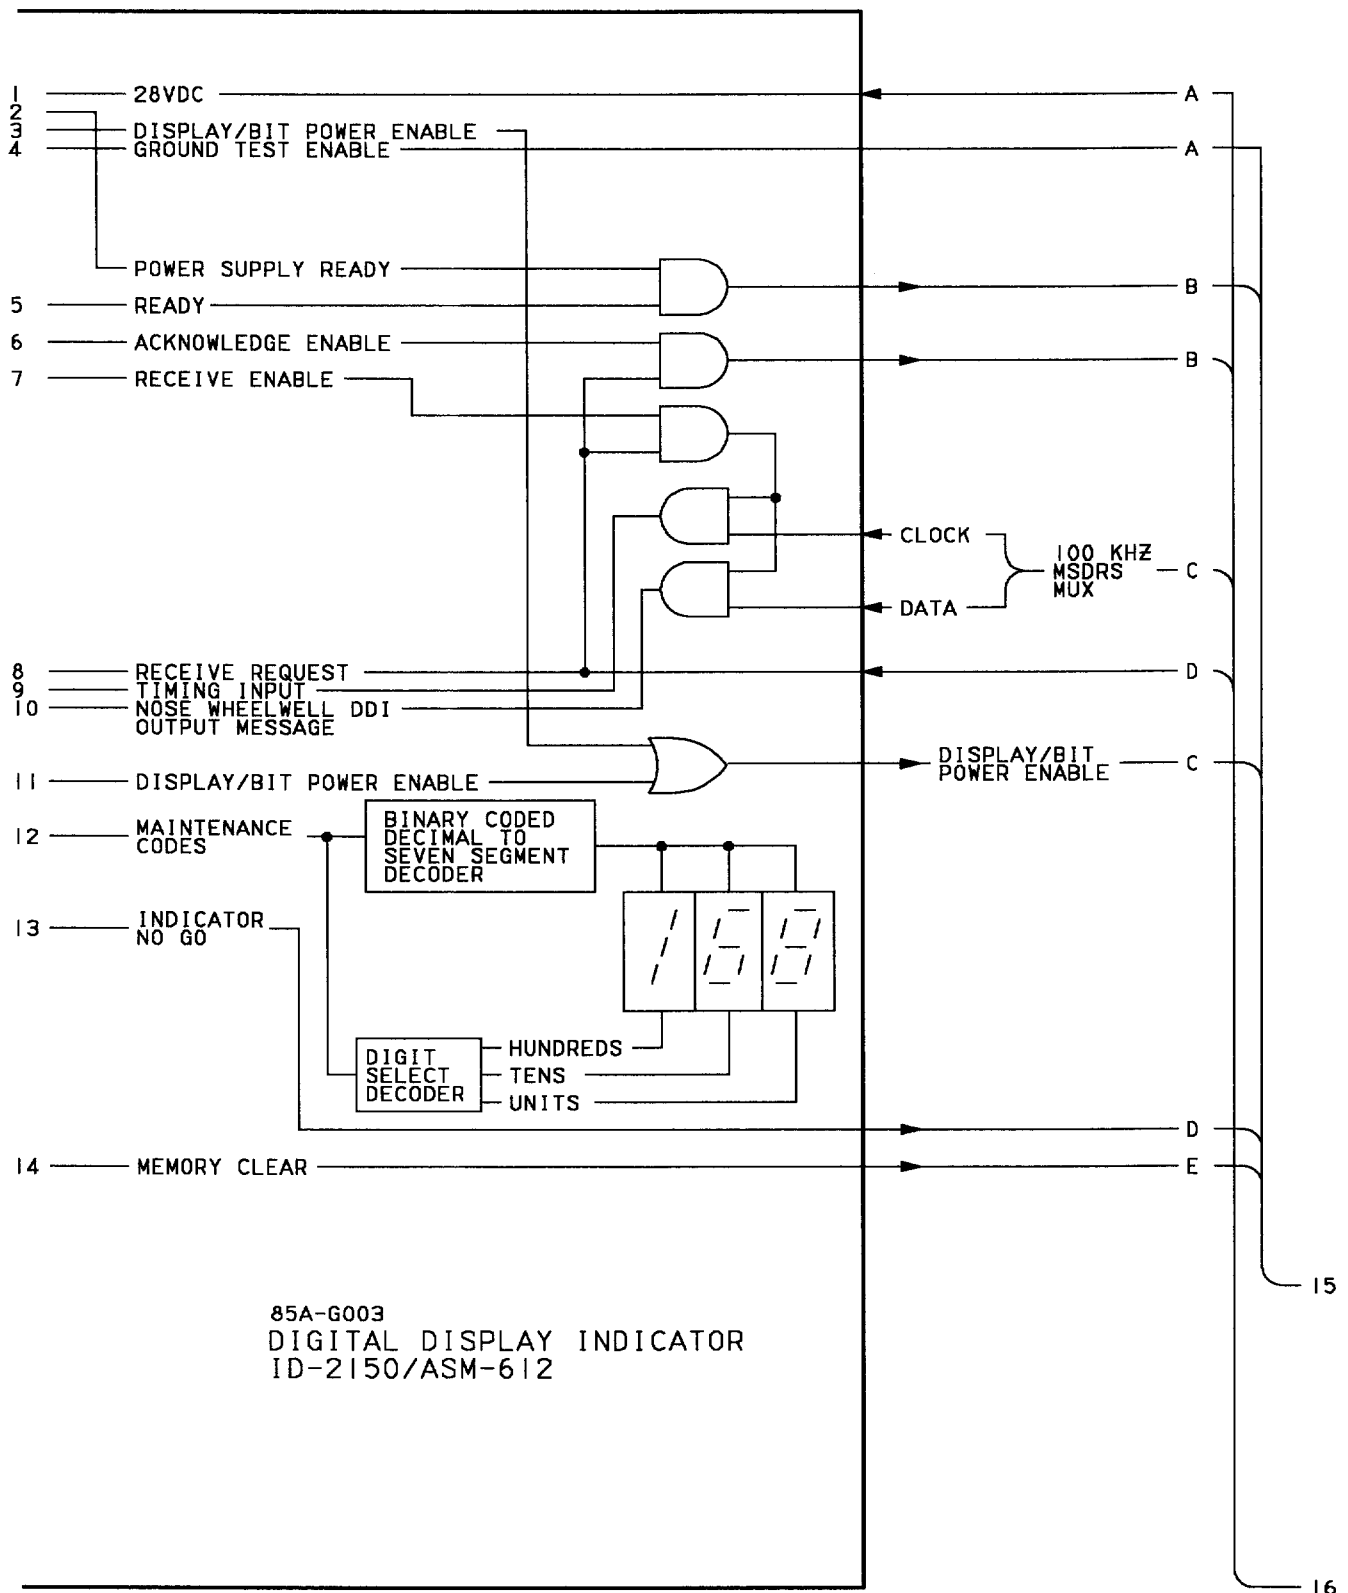 1 28VDC A
2
3 DISPLAY/BIT POWER ENABLE
4 GROUND TEST ENABLE A
POWER SUPPLY READY B
5 READY
6 ACKNOWLEDGE ENABLE B
7 RECEIVE ENABLE
CLOCK
100 KHZ
MSDRS
MUX
C
DATA
8 RECEIVE REQUEST D
9 TIMING INPUT
10 NOSE WHEELWELL DDI
OUTPUT MESSAGE
DISPLAY/BIT
POWER ENABLE
C
11 DISPLAY/BIT POWER ENABLE
12 MAINTENANCE
CODES
BINARY CODED
DECIMAL TO
SEVEN SEGMENT
DECODER
13 INDICATOR
NO GO
168
DIGIT
SELECT
DECODER
HUNDREDS
TENS
UNITS
D
14 MEMORY CLEAR E
15
85A-G003
DIGITAL DISPLAY INDICATOR
ID-2150/ASM-612
16